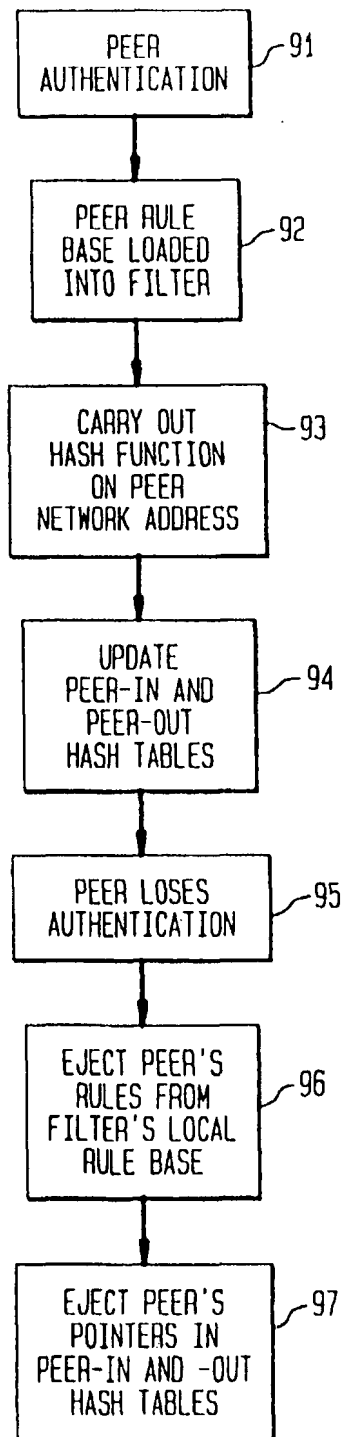 PEER
AUTHENTICATION
91
PEER RULE
BASE LOADED
INTO FILTER
92
CARRY OUT
HASH FUNCTION
ON PEER
NETWORK ADDRESS
93
UPDATE
PEER-IN AND
PEER-OUT
HASH TABLES
94
PEER LOSES
AUTHENTICATION
95
EJECT PEER'S
RULES FROM
FILTER'S LOCAL
RULE BASE
96
EJECT PEER'S
POINTERS IN
PEER-IN AND -OUT
HASH TABLES
97